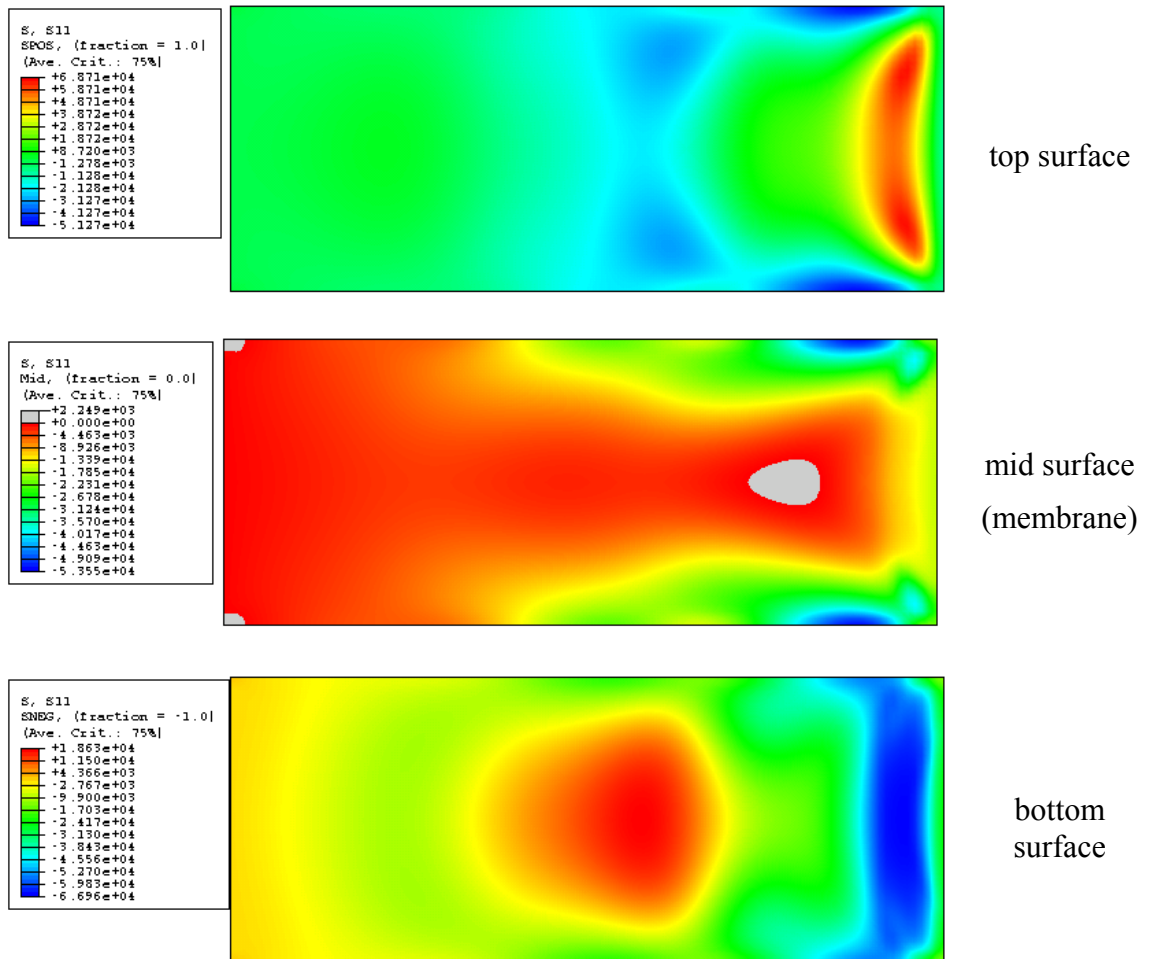 S, S11
SPOS, (fraction = 1.0)
(Ave. Crit.: 75%)
+6.871e+04
+5.871e+04
+4.871e+04
+3.872e+04
+2.872e+04
+1.872e+04
+8.720e+03
-1.278e+03
-1.128e+04
-2.128e+04
-3.127e+04
-4.127e+04
-5.127e+04
top surface
S, S11
Mid, (fraction = 0.0)
(Ave. Crit.: 75%)
+2.249e+03
+0.000e+00
-4.463e+03
-8.926e+03
-1.339e+04
-1.785e+04
-2.231e+04
-2.678e+04
-3.124e+04
-3.570e+04
-4.017e+04
-4.463e+04
-4.909e+04
-5.355e+04
mid surface
(membrane)
S, S11
SNEG, (fraction = -1.0)
(Ave. Crit.: 75%)
+1.863e+04
+1.150e+04
+4.366e+03
-2.767e+03
-9.900e+03
-1.703e+04
-2.417e+04
-3.130e+04
-3.843e+04
-4.556e+04
-5.270e+04
-5.983e+04
-6.696e+04
bottom
surface